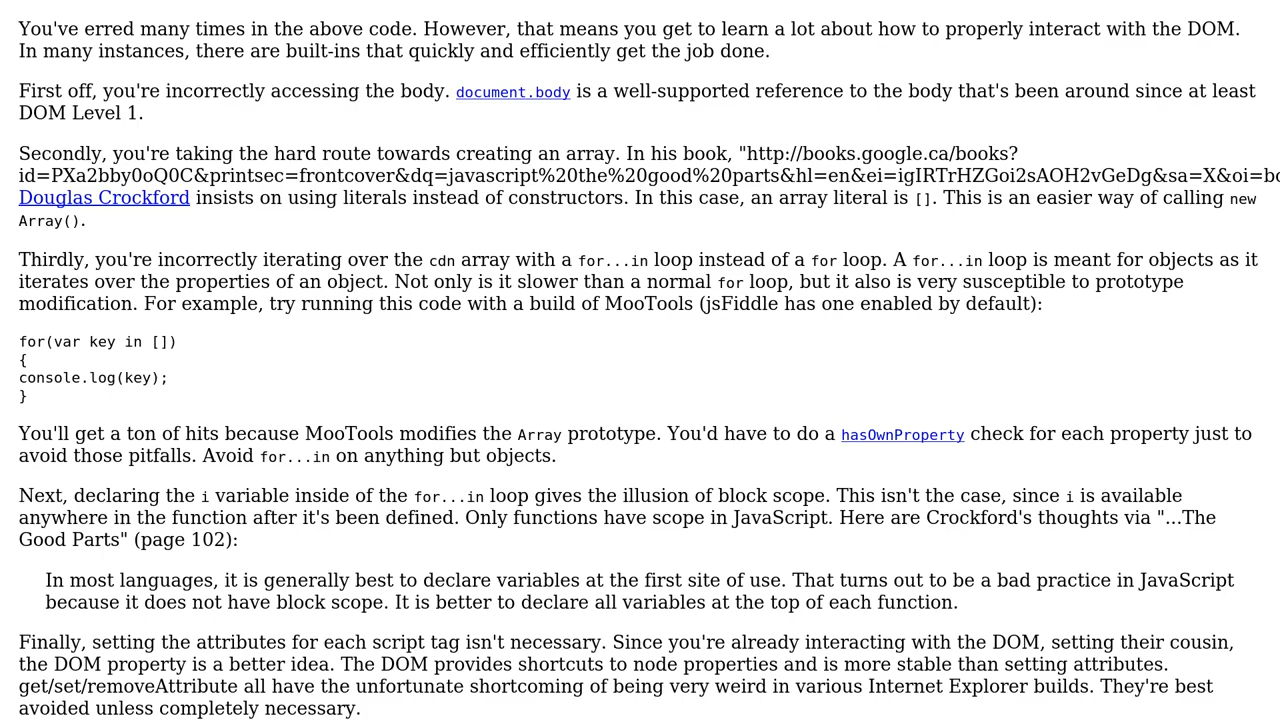 You've erred many times in the above code. However, that means you get to learn a lot about how to properly interact with the DOM.
In many instances, there are built-ins that quickly and efficiently get the job done.
First off, you're incorrectly accessing the body. document.body is a well-supported reference to the body that's been around since at least
DOM Level 1.
Secondly, you're taking the hard route towards creating an array. In his book, "http://books.google.ca/books?
id=PXa2bby0oQ0C&printsec=frontcover&dq=javascript%20the%20good%20parts&hl=en&ei=igIRTrHZGoi2sAOH2vGeDg&sa=X&oi=bo
Douglas Crockford insists on using literals instead of constructors. In this case, an array literal is []. This is an easier way of calling new
Array().
Thirdly, you're incorrectly iterating over the cdn array with a for...in loop instead of a for loop. A for...in loop is meant for objects as it
iterates over the properties of an object. Not only is it slower than a normal for loop, but it also is very susceptible to prototype
modification. For example, try running this code with a build of MooTools (jsFiddle has one enabled by default):
for(var key in [])
{
console.log(key);
}
You'll get a ton of hits because MooTools modifies the Array prototype. You'd have to do a hasOwnProperty check for each property just to
avoid those pitfalls. Avoid for...in on anything but objects.
Next, declaring the i variable inside of the for...in loop gives the illusion of block scope. This isn't the case, since i is available
anywhere in the function after it's been defined. Only functions have scope in JavaScript. Here are Crockford's thoughts via "...The
Good Parts" (page 102):
In most languages, it is generally best to declare variables at the first site of use. That turns out to be a bad practice in JavaScript
because it does not have block scope. It is better to declare all variables at the top of each function.
Finally, setting the attributes for each script tag isn't necessary. Since you're already interacting with the DOM, setting their cousin,
the DOM property is a better idea. The DOM provides shortcuts to node properties and is more stable than setting attributes.
get/set/removeAttribute all have the unfortunate shortcoming of being very weird in various Internet Explorer builds. They're best
avoided unless completely necessary.